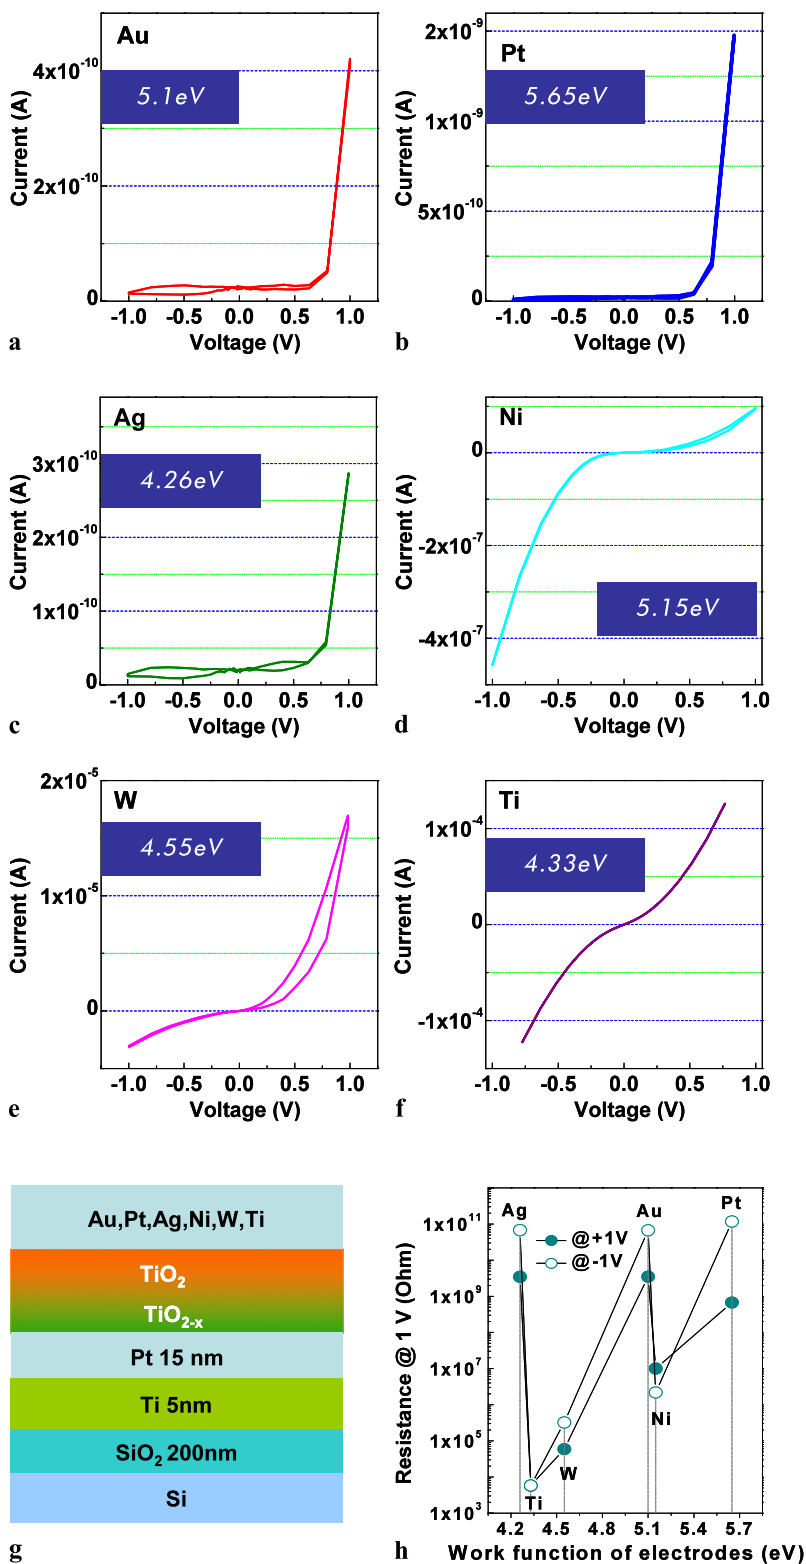 Au
Current (A)
4x10-10
5.1eV
2x10-10
0
-1.0 -0.5 0.0 0.5 1.0
Voltage (V)
a
Pt
Current (A)
2x10-9
5.65eV
1x10-9
5x10-10
0
-1.0 -0.5 0.0 0.5 1.0
Voltage (V)
b
Ag
Current (A)
3x10-10
4.26eV
2x10-10
1x10-10
0
-1.0 -0.5 0.0 0.5 1.0
Voltage (V)
c
Ni
Current (A)
0
-2x10-7
5.15eV
-4x10-7
-1.0 -0.5 0.0 0.5 1.0
Voltage (V)
d
W
Current (A)
2x10-5
4.55eV
1x10-5
0
-1.0 -0.5 0.0 0.5 1.0
Voltage (V)
e
Ti
Current (A)
1x10-4
4.33eV
0
-1x10-4
-1.0 -0.5 0.0 0.5 1.0
Voltage (V)
f
Au,Pt,Ag,Ni,W,Ti
TiO2
TiO2-x
Pt 15 nm
Ti 5nm
SiO2 200nm
Si
g
Resistance @ 1 V (Ohm)
Ag Au Pt
1x1011
@+1V
@-1V
1x109
1x107
Ni
1x105
W
Ti
1x103
4.2 4.5 4.8 5.1 5.4 5.7
Work function of electrodes (eV)
h